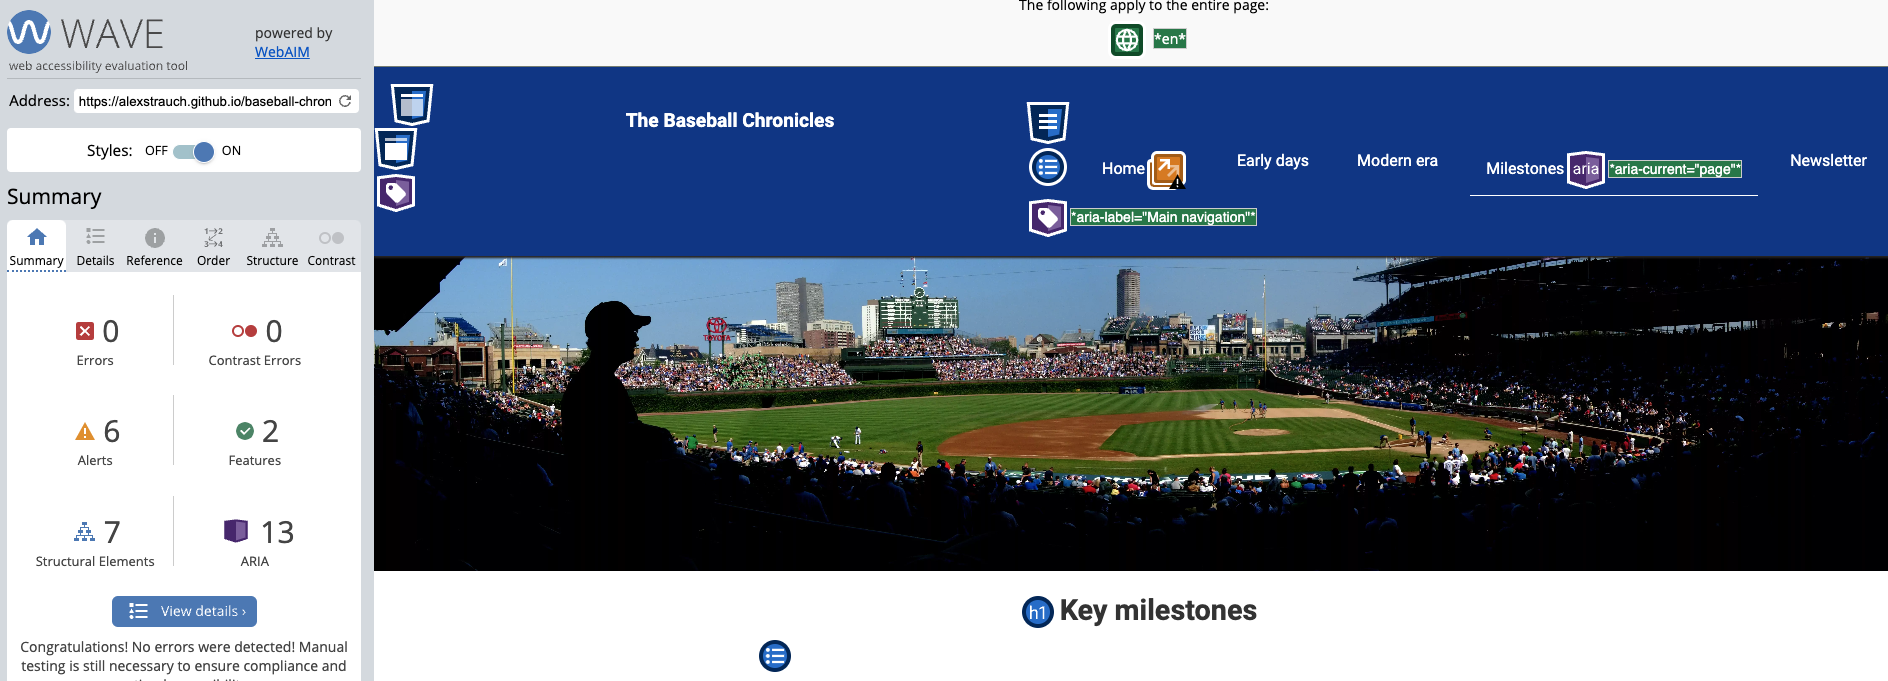 WAVE
powered by
WebAIM
web accessibility evaluation tool
Address: https://alexstrauch.github.io/baseball-chron
Styles: OFF ON
Summary
Summary Details Reference Order Structure Contrast
0
Errors
0
Contrast Errors
6
Alerts
2
Features
7
Structural Elements
13
ARIA
View details ›
Congratulations! No errors were detected! Manual
testing is still necessary to ensure compliance and
The following apply to the entire page:
*en*
The Baseball Chronicles
Home Early days Modern era Milestones aria *aria-current="page"* Newsletter
*aria-label="Main navigation"*
TOYOTA
h1 Key milestones